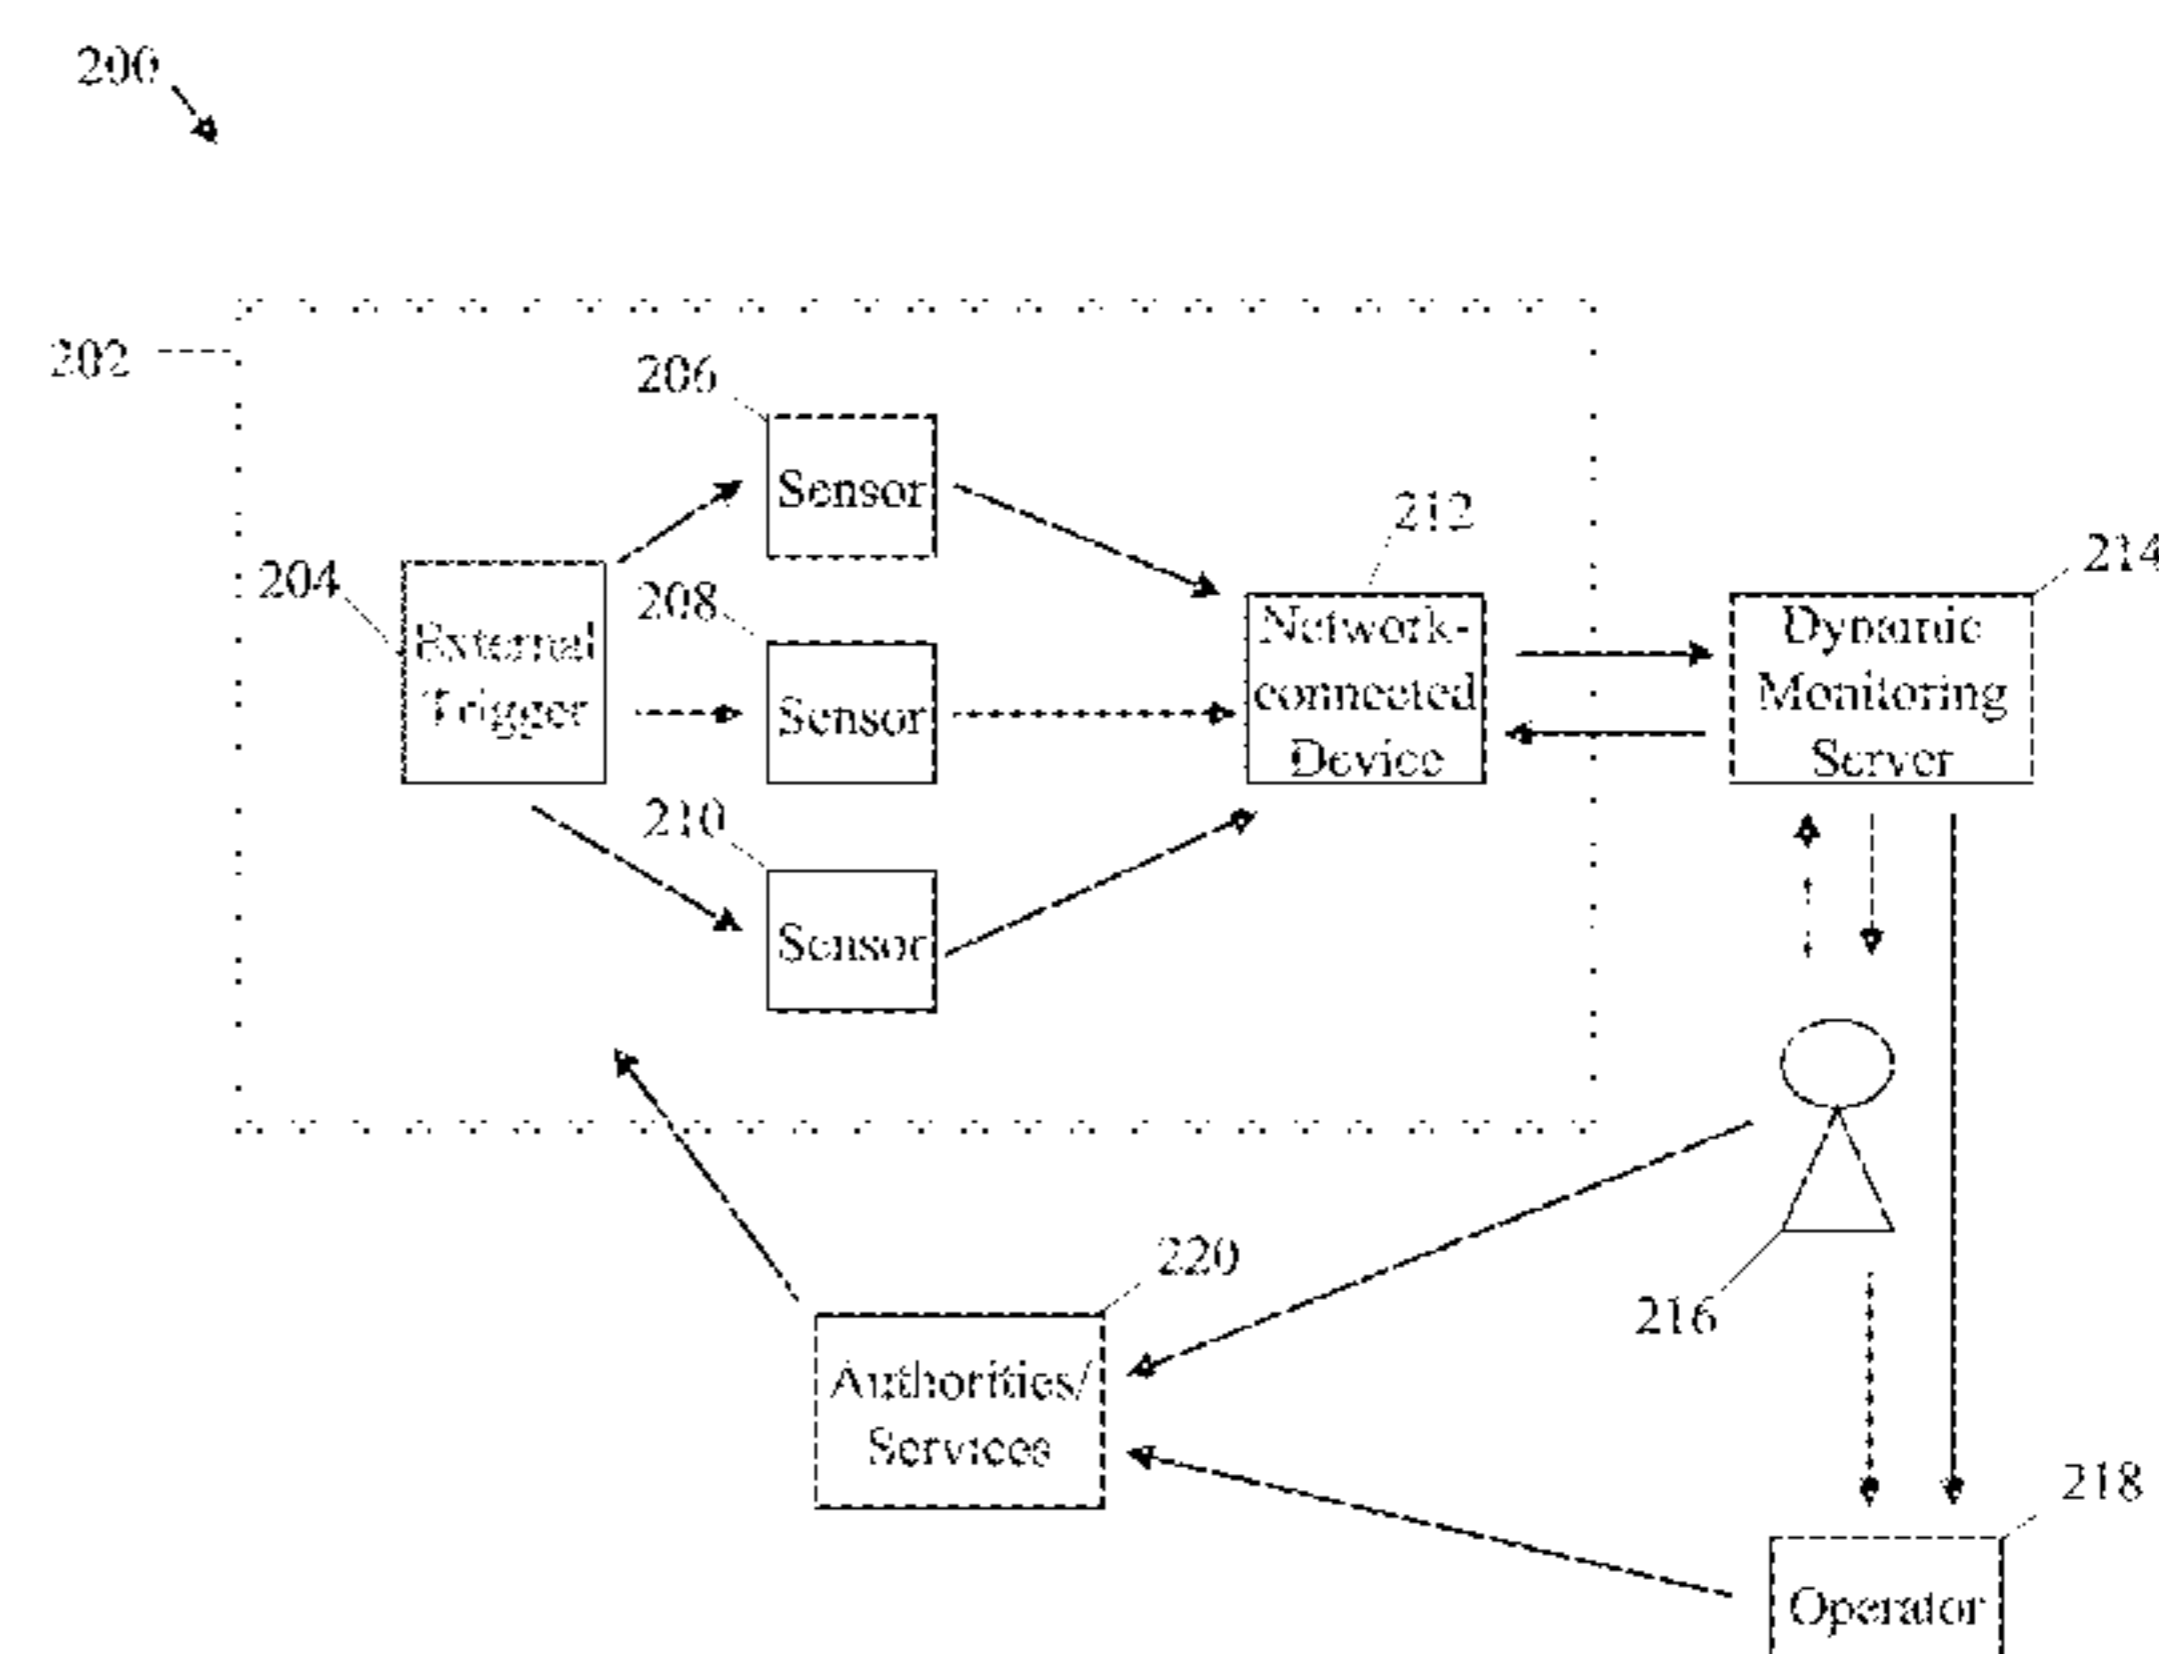 200
202
206
Sensor
212
214
204
External
Trigger
208
Sensor
Network-
connected
Device
Dynamic
Monitoring
Server
210
Sensor
220
216
Authorities/
Services
218
Operator